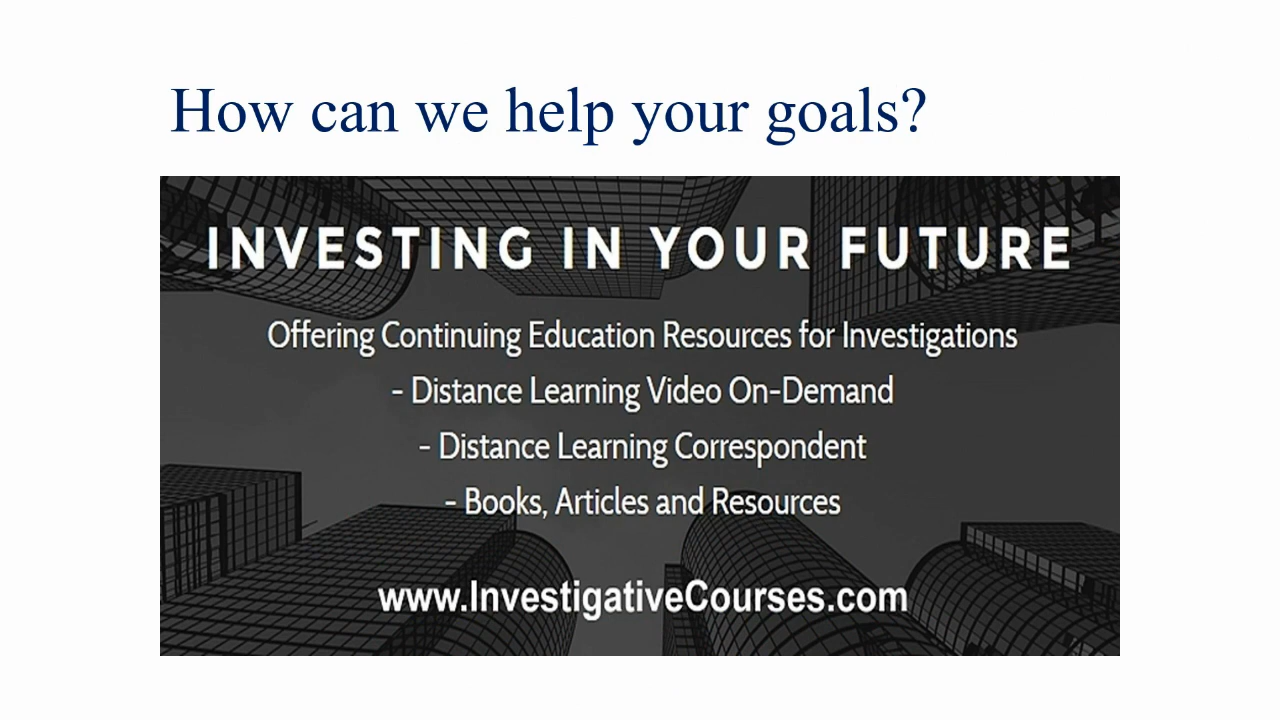 How can we help your goals?
INVESTING IN YOUR FUTURE
Offering Continuing Education Resources for Investigations
- Distance Learning Video On-Demand
- Distance Learning Correspondent
- Books, Articles and Resources
www.InvestigativeCourses.com